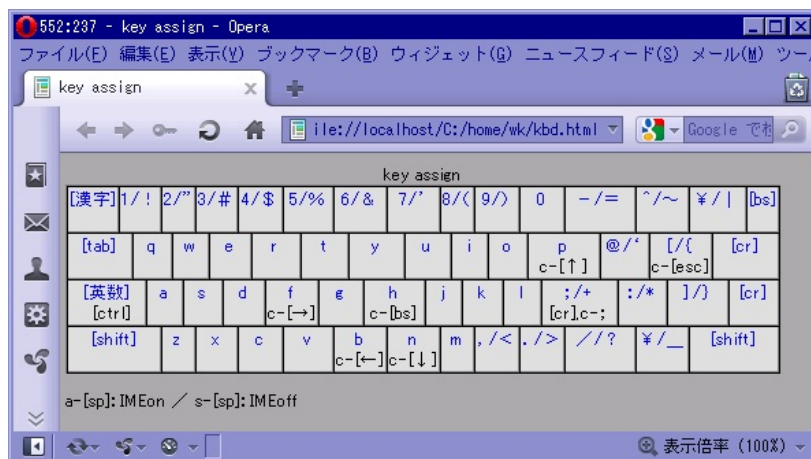 552:237 - key assign - Opera
ファイル(F) 編集(E) 表示(V) ブックマーク(B) ウィジェット(G) ニュースフィード(S) メール(M) ツール
key assign
ile://localhost/C:/home/wk/kbd.html Google で
key assign
[漢字] 1/! 2/" 3/# 4/$ 5/% 6/& 7/' 8/( 9/) 0 -/= ^/~ ¥/| [bs]
[tab] q w e r t y u i o p @/‘ [/{ [cr]
c-[↑] c-[esc]
[英数] a s d f g h j k l ;/+ :/* ]/} [cr]
[ctrl] c-[→] c-[bs] [cr],c-;
[shift] z x c v b n m ,/< ./> //? ¥/_ [shift]
c-[←] c-[↓]
a-[sp]:IMEon / s-[sp]:IMEoff
表示倍率 (100%)